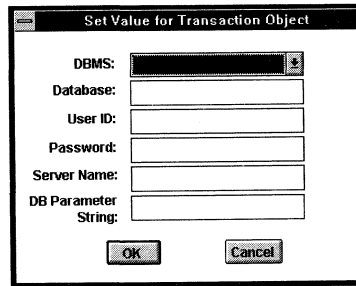 Set Value for Transaction Object
DBMS:
Database:
User ID:
Password:
Server Name:
DB Parameter
String:
OK
Cancel